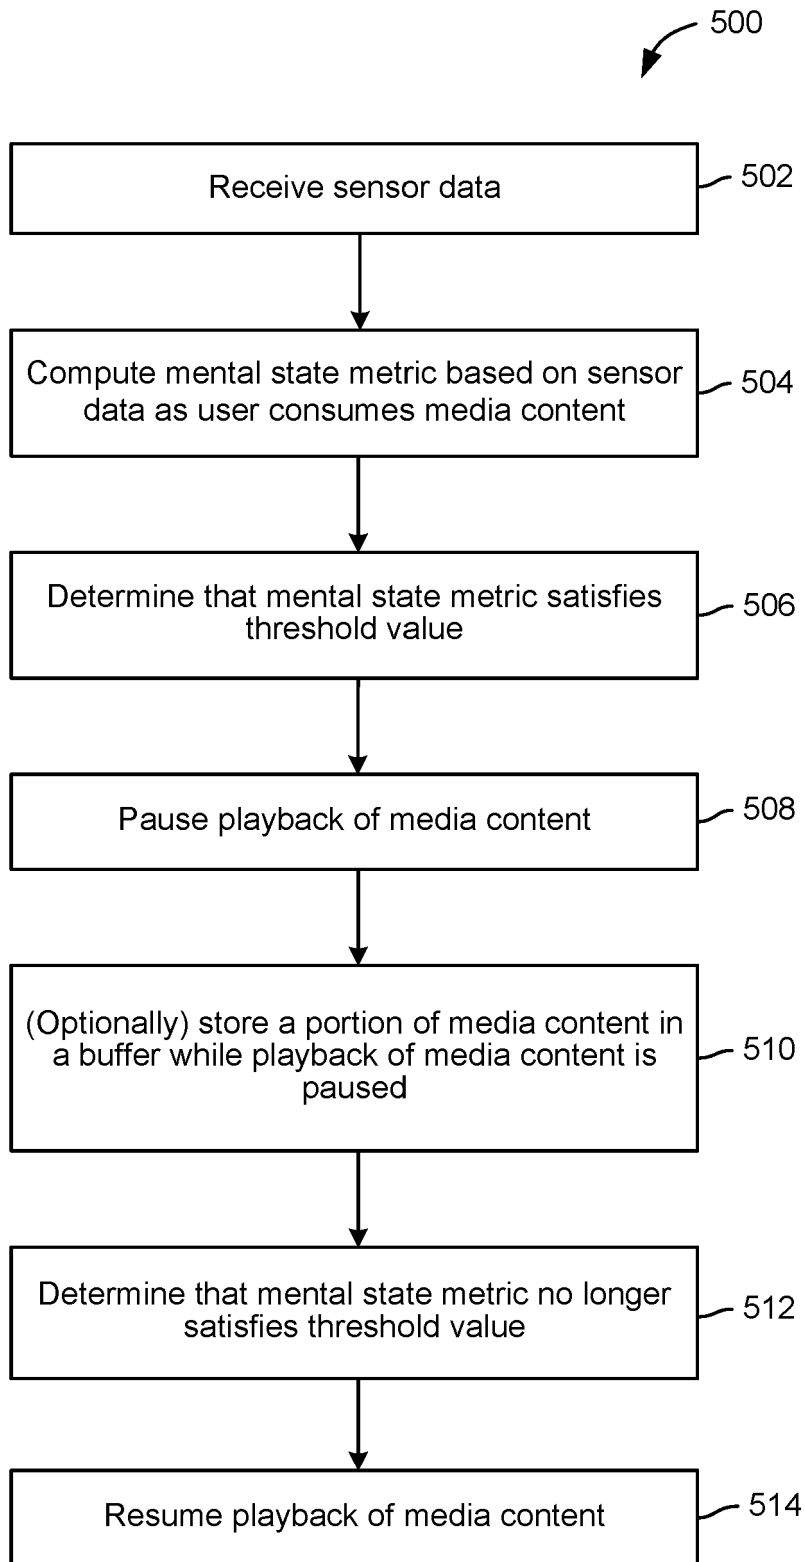 500
Receive sensor data
502
Compute mental state metric based on sensor
data as user consumes media content
504
Determine that mental state metric satisfies
threshold value
506
Pause playback of media content
508
(Optionally) store a portion of media content in
a buffer while playback of media content is
paused
510
Determine that mental state metric no longer
satisfies threshold value
512
Resume playback of media content
514